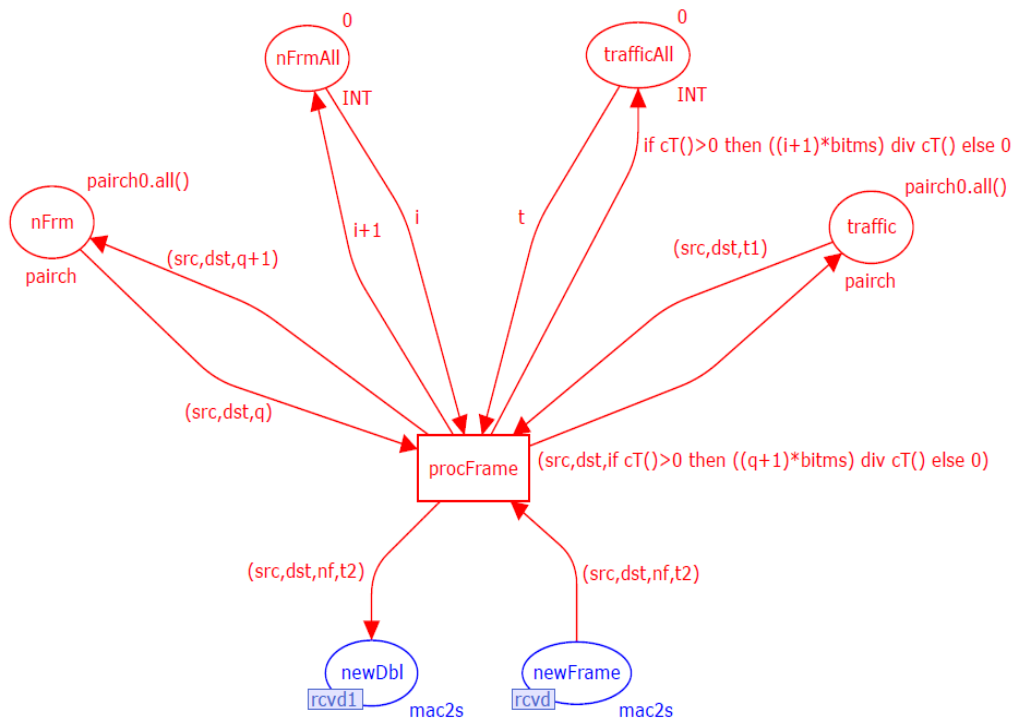 0
0
nFrmAll
trafficAll
INT
INT
if cT()>0 then ((i+1)*bitms) div cT() else 0
pairch0.all()
pairch0.all()
nFrm
i+1
i
t
traffic
(src,dst,q+1)
(src,dst,t1)
pairch
pairch
(src,dst,q)
procFrame
(src,dst,if cT()>0 then ((q+1)*bitms) div cT() else 0)
(src,dst,nf,t2)
(src,dst,nf,t2)
newDbl
newFrame
rcvd1
rcvd
mac2s
mac2s